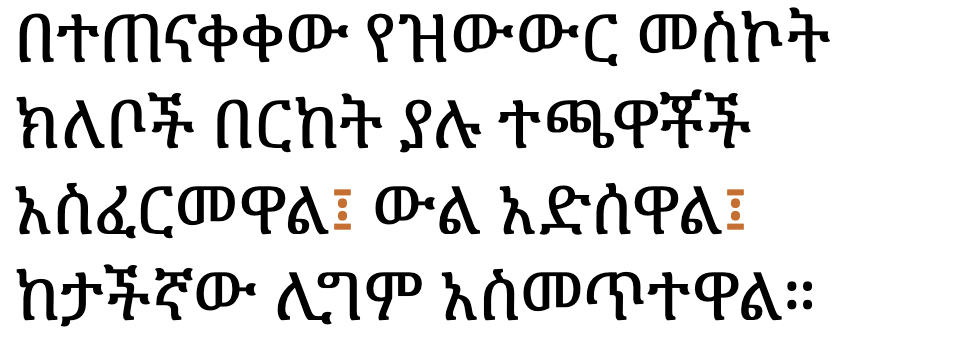 በተጠናቀቀው የዝውውር መስኮት
ክለቦች በርከት ያሉ ተጫዋቾች
አስፈርመዋል፤ ውል አድሰዋል፤
ከታችኛው ሊግም አስመጥተዋል።